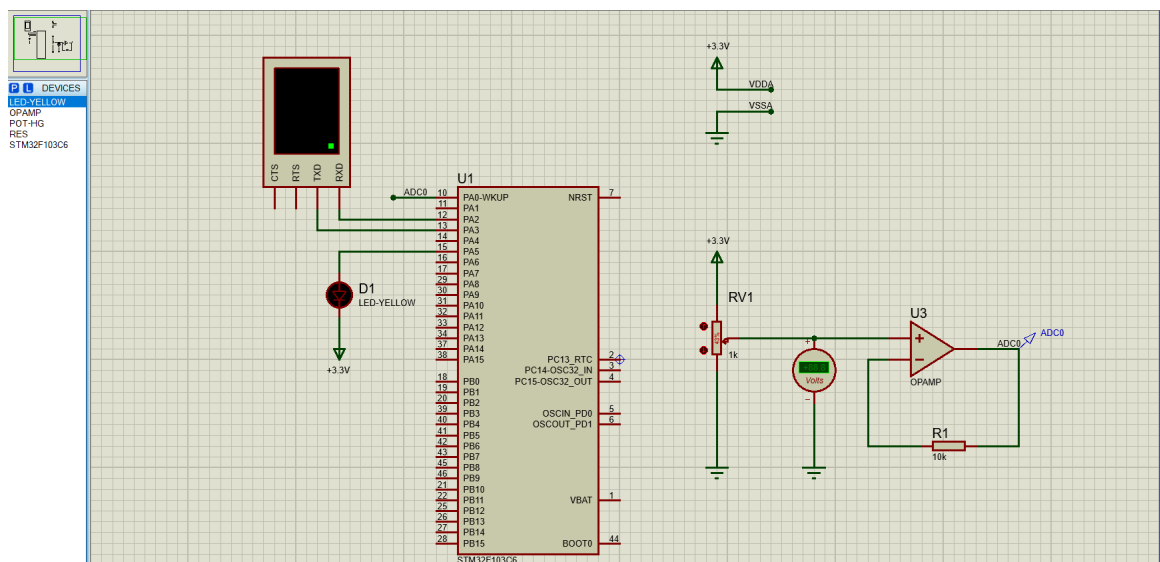 P L DEVICES
LED-YELLOW
OPAMP
POT-HG
RES
STM32F103C6
CTS
RTS
TXD
RXD
+3.3V
VDDA
VSSA
U1
ADC0
10 PA0-WKUP
11 PA1
12 PA2
13 PA3
14 PA4
15 PA5
16 PA6
17 PA7
29 PA8
30 PA9
31 PA10
32 PA11
33 PA12
34 PA13
37 PA14
38 PA15
18 PB0
19 PB1
20 PB2
39 PB3
40 PB4
41 PB5
42 PB6
43 PB7
45 PB8
46 PB9
21 PB10
22 PB11
25 PB12
26 PB13
27 PB14
28 PB15
NRST 7
PC13_RTC 2
PC14-OSC32_IN 3
PC15-OSC32_OUT 4
OSCIN_PD0 5
OSCOUT_PD1 6
VBAT 1
BOOT0 44
STM32F103C6
D1
LED-YELLOW
+3.3V
+3.3V
RV1
1k
+
Volts
−
U3
+
−
OPAMP
ADC0
ADC0
R1
10k